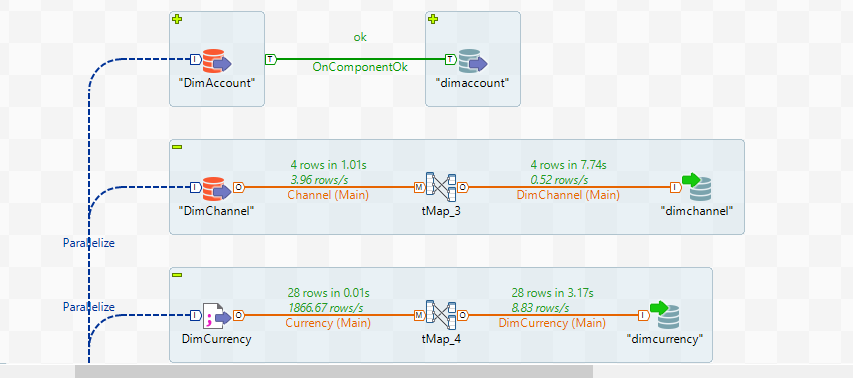 ok
I
T
OnComponentOk
T
"DimAccount"
"dimaccount"
4 rows in 1.01s
3.96 rows/s
4 rows in 7.74s
0.52 rows/s
I
O
Channel (Main)
M
O
DimChannel (Main)
I
"DimChannel"
tMap_3
"dimchannel"
Parallelize
28 rows in 0.01s
1866.67 rows/s
28 rows in 3.17s
8.83 rows/s
Parallelize
I
O
Currency (Main)
M
O
DimCurrency (Main)
I
DimCurrency
tMap_4
"dimcurrency"